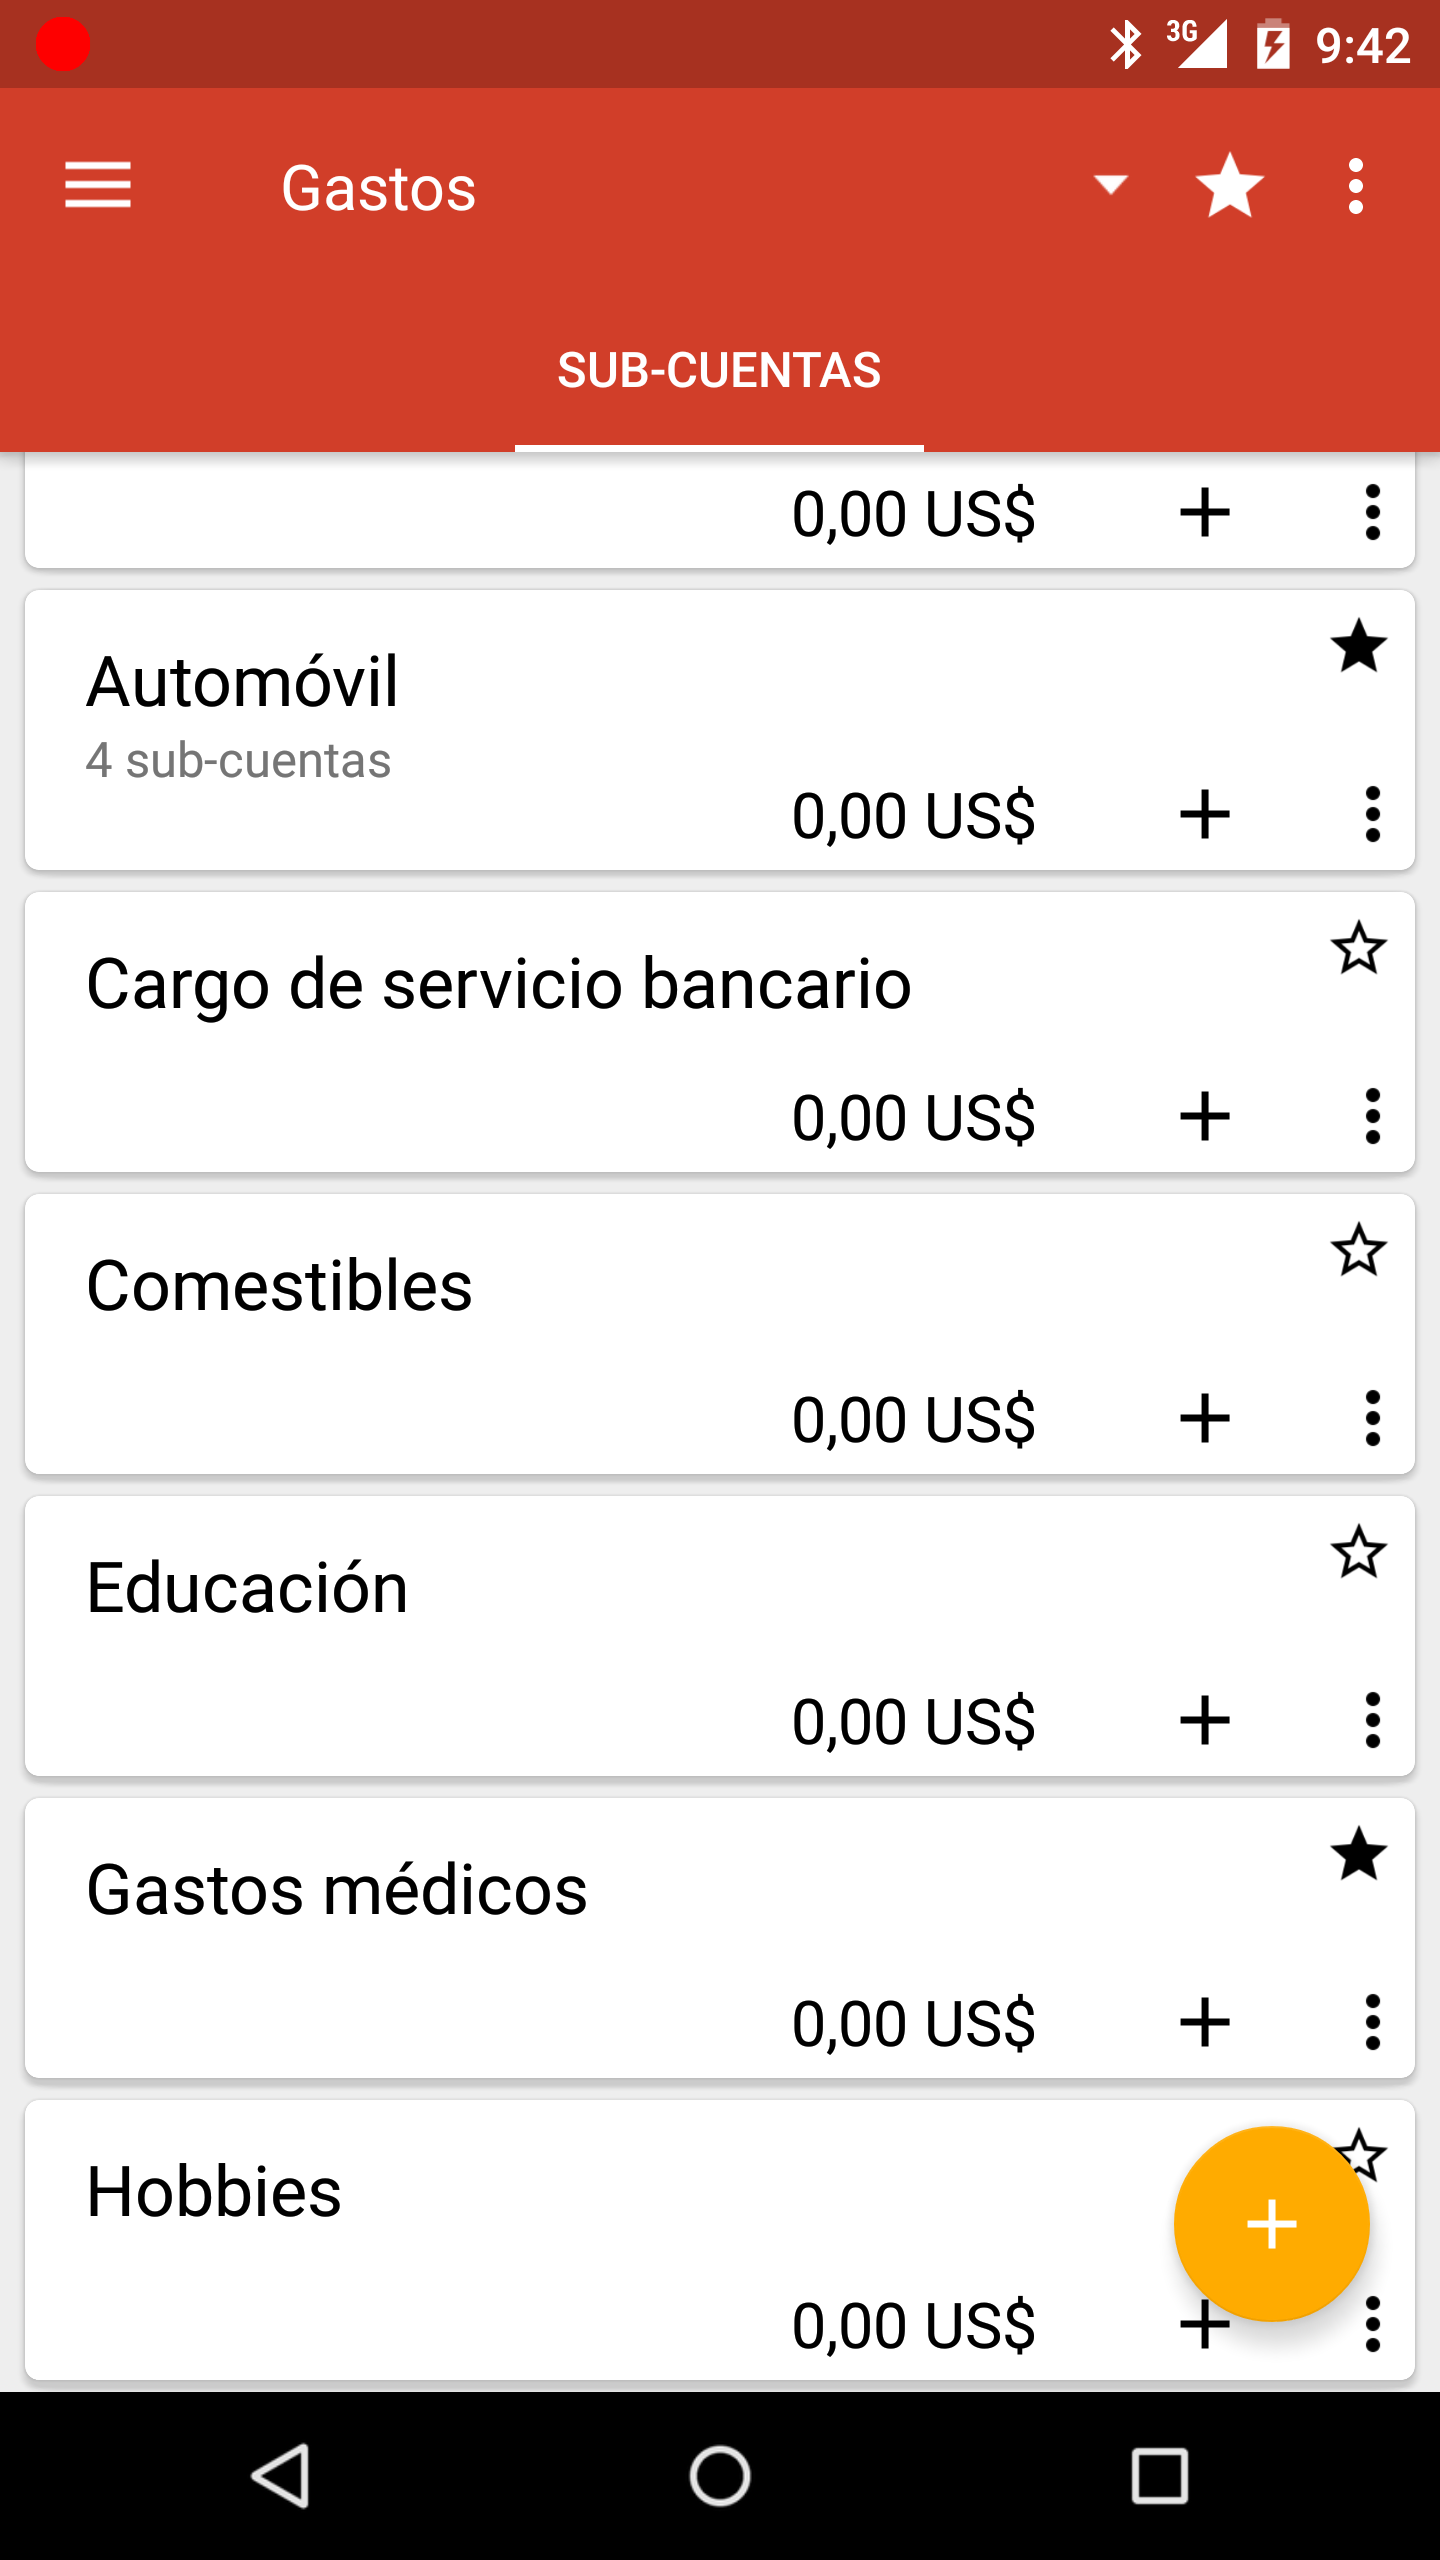 3G 9:42
Gastos
SUB-CUENTAS
0,00 US$
Automóvil
4 sub-cuentas
0,00 US$
Cargo de servicio bancario
0,00 US$
Comestibles
0,00 US$
Educación
0,00 US$
Gastos médicos
0,00 US$
Hobbies
0,00 US$